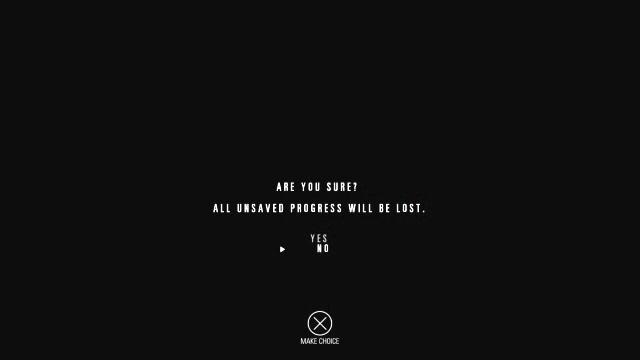 ARE YOU SURE?
ALL UNSAVED PROGRESS WILL BE LOST.
YES
NO
MAKE CHOICE